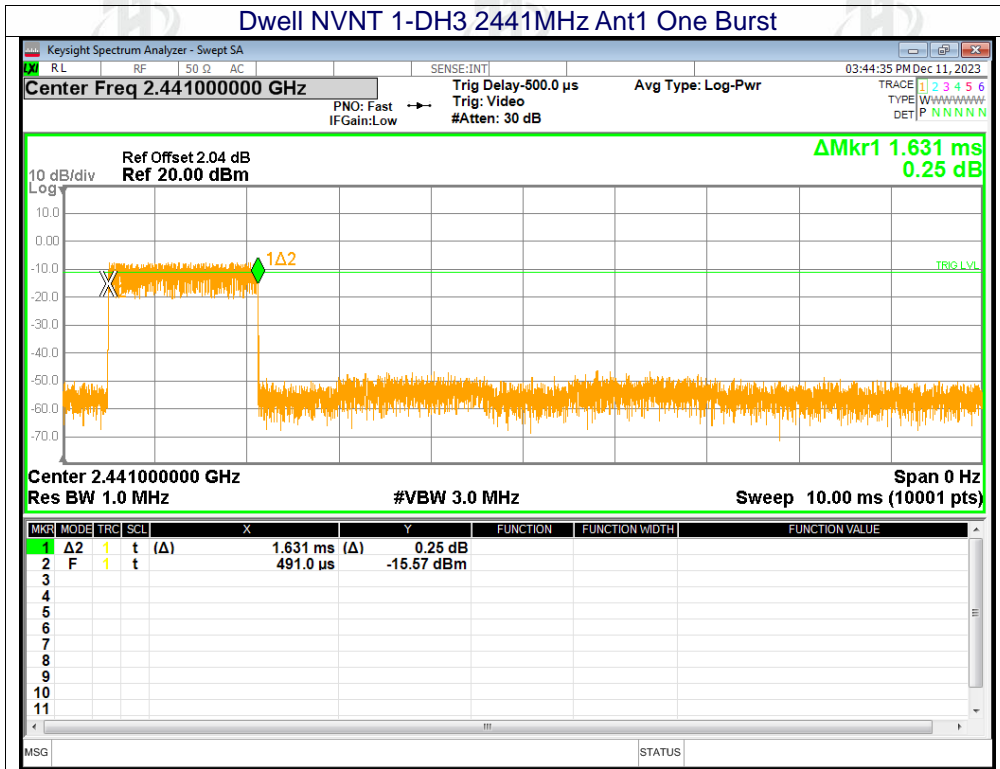 Dwell NVNT 1-DH3 2441MHz Ant1 One Burst
Keysight Spectrum Analyzer - Swept SA
LXI RL RF 50 Ω AC SENSE:INT 03:44:35 PM Dec 11, 2023
Center Freq 2.441000000 GHz Trig Delay-500.0 µs Avg Type: Log-Pwr TRACE 1 2 3 4 5 6
PNO: Fast Trig: Video TYPE WWWWWWW
IFGain:Low #Atten: 30 dB DET P N N N N N
ΔMkr1 1.631 ms
0.25 dB
Ref Offset 2.04 dB
10 dB/div Ref 20.00 dBm
Log
10.0
0.00
-10.0
-20.0
-30.0
-40.0
-50.0
-60.0
-70.0
1Δ2
TRIG LVL
Center 2.441000000 GHz Span 0 Hz
Res BW 1.0 MHz #VBW 3.0 MHz Sweep 10.00 ms (10001 pts)
MKR MODE TRC SCL X Y FUNCTION FUNCTION WIDTH FUNCTION VALUE
1 Δ2 1 t (Δ) 1.631 ms (Δ) 0.25 dB
2 F 1 t 491.0 µs -15.57 dBm
3
4
5
6
7
8
9
10
11
MSG STATUS